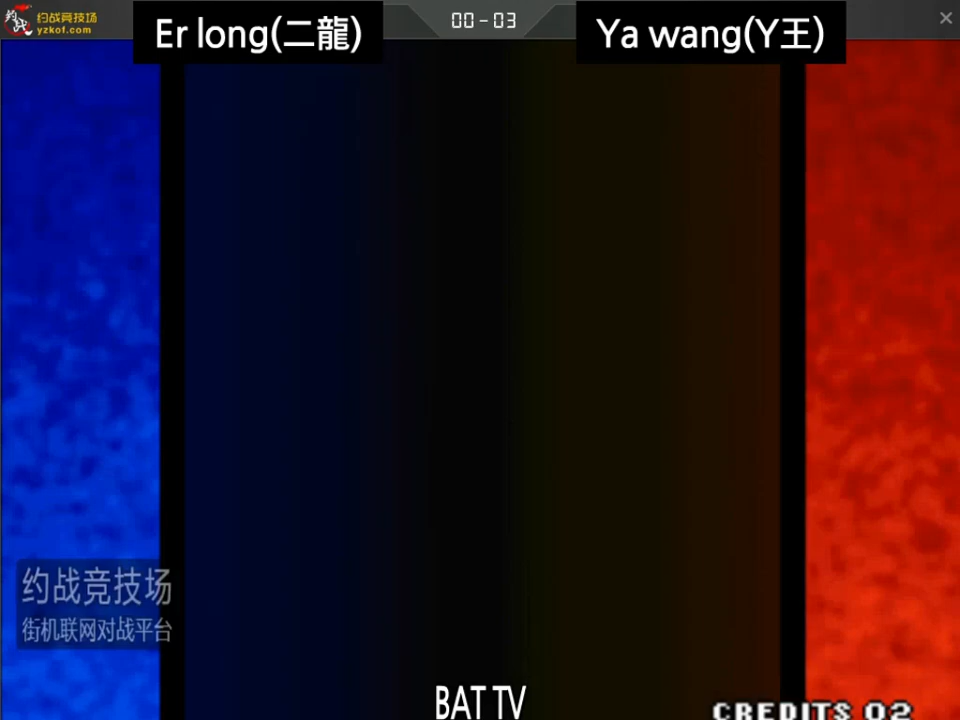 约战竞技场
yzkof.com
Er long(二龍)
00-03
Ya wang(Y王)
约战竞技场
街机联网对战平台
BAT TV
CREDITS 02